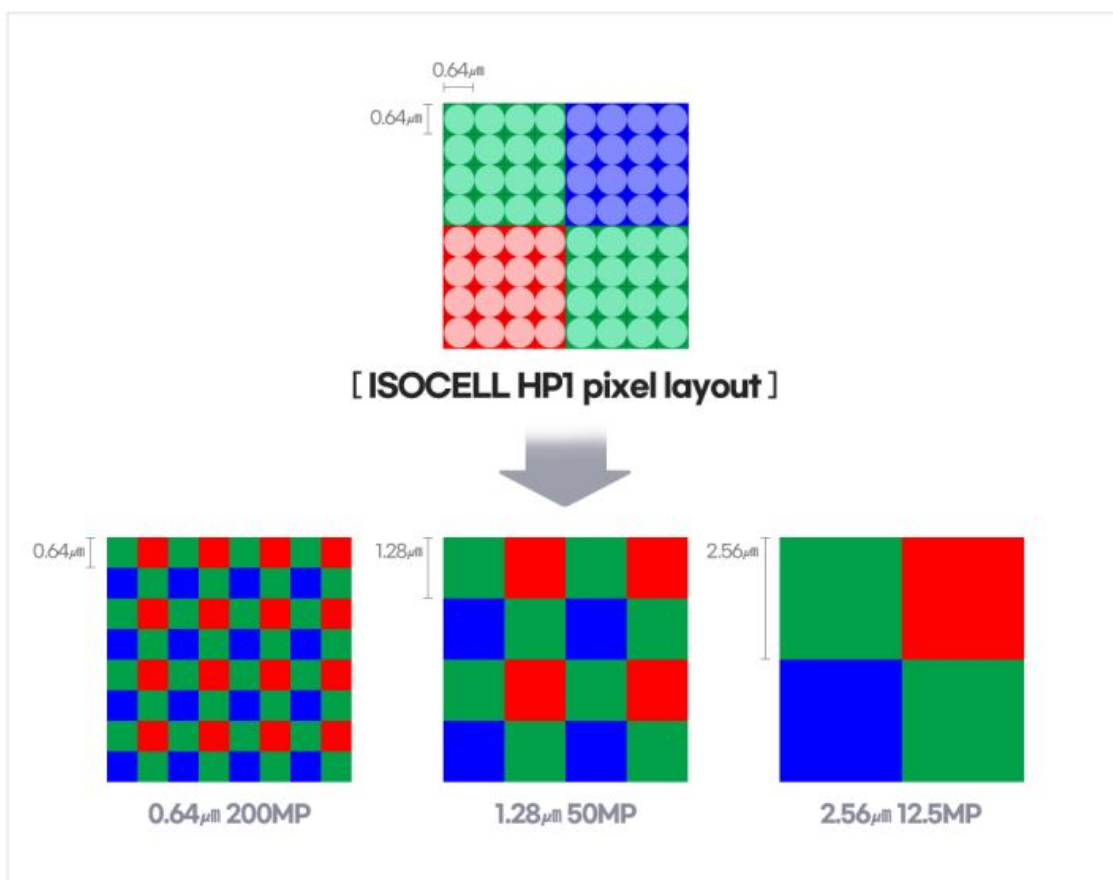 0.64㎛
0.64㎛
[ ISOCELL HP1 pixel layout ]
0.64㎛
1.28㎛
2.56㎛
0.64㎛ 200MP
1.28㎛ 50MP
2.56㎛ 12.5MP